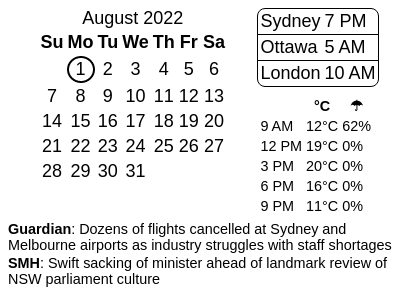 August 2022
Su Mo Tu We Th Fr Sa
1 2 3 4 5 6
7 8 9 10 11 12 13
14 15 16 17 18 19 20
21 22 23 24 25 26 27
28 29 30 31
Sydney 7 PM
Ottawa 5 AM
London 10 AM
°C ☂
9 AM 12°C 62%
12 PM 19°C 0%
3 PM 20°C 0%
6 PM 16°C 0%
9 PM 11°C 0%
Guardian: Dozens of flights cancelled at Sydney and
Melbourne airports as industry struggles with staff shortages
SMH: Swift sacking of minister ahead of landmark review of
NSW parliament culture